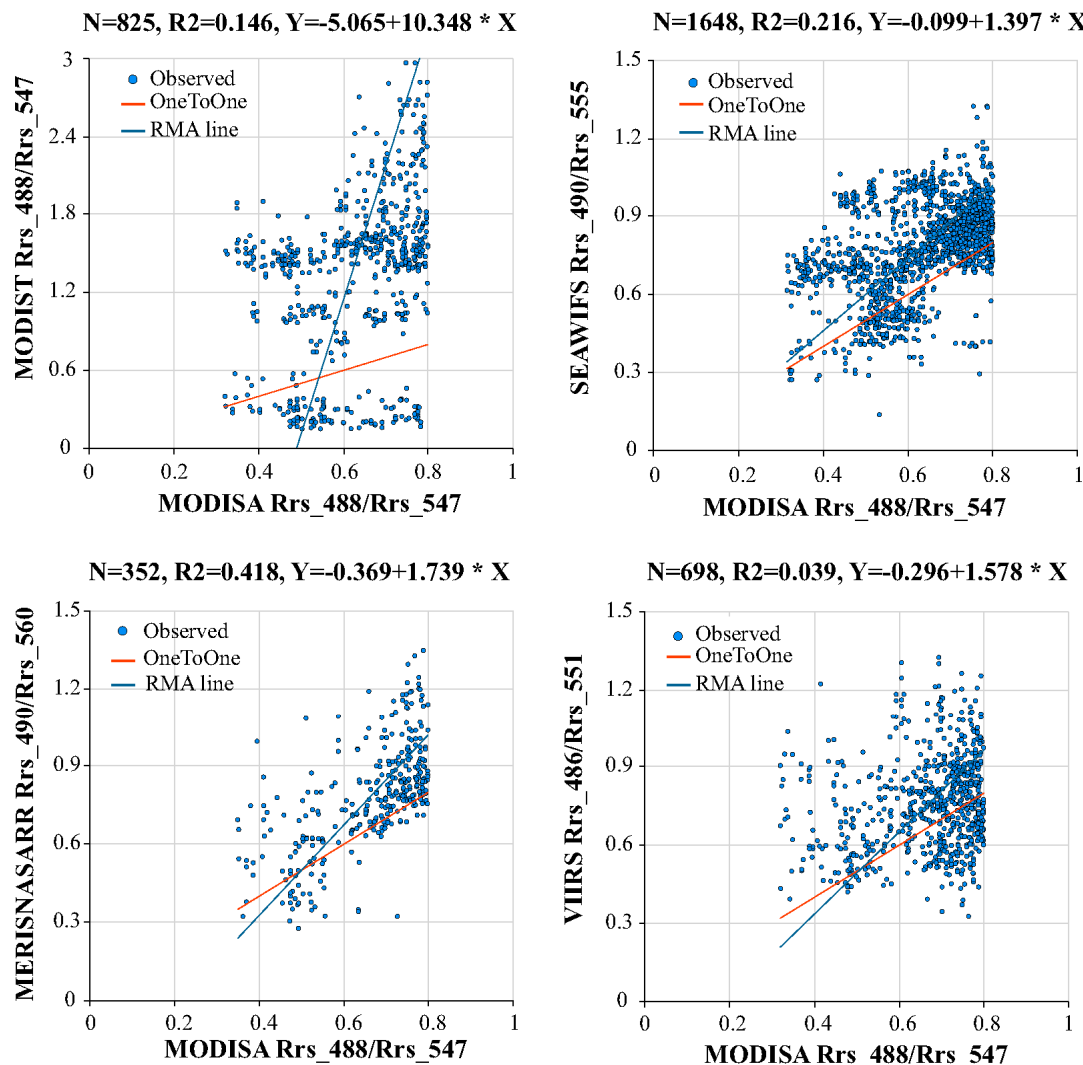 N=825, R2=0.146, Y=-5.065+10.348 * X
3
2.4
1.8
1.2
0.6
0
Observed
OneToOne
RMA line
MODIST Rrs_488/Rrs_547
0 0.2 0.4 0.6 0.8 1
MODISA Rrs_488/Rrs_547
N=1648, R2=0.216, Y=-0.099+1.397 * X
1.5
1.2
0.9
0.6
0.3
0
Observed
OneToOne
RMA line
SEAWIFS Rrs_490/Rrs_555
0 0.2 0.4 0.6 0.8 1
MODISA Rrs_488/Rrs_547
N=352, R2=0.418, Y=-0.369+1.739 * X
1.5
1.2
0.9
0.6
0.3
0
Observed
OneToOne
RMA line
MERISNASARR Rrs_490/Rrs_560
0 0.2 0.4 0.6 0.8 1
MODISA Rrs_488/Rrs_547
N=698, R2=0.039, Y=-0.296+1.578 * X
1.5
1.2
0.9
0.6
0.3
0
Observed
OneToOne
RMA line
VIIRS Rrs_486/Rrs_551
0 0.2 0.4 0.6 0.8 1
MODISA Rrs_488/Rrs_547